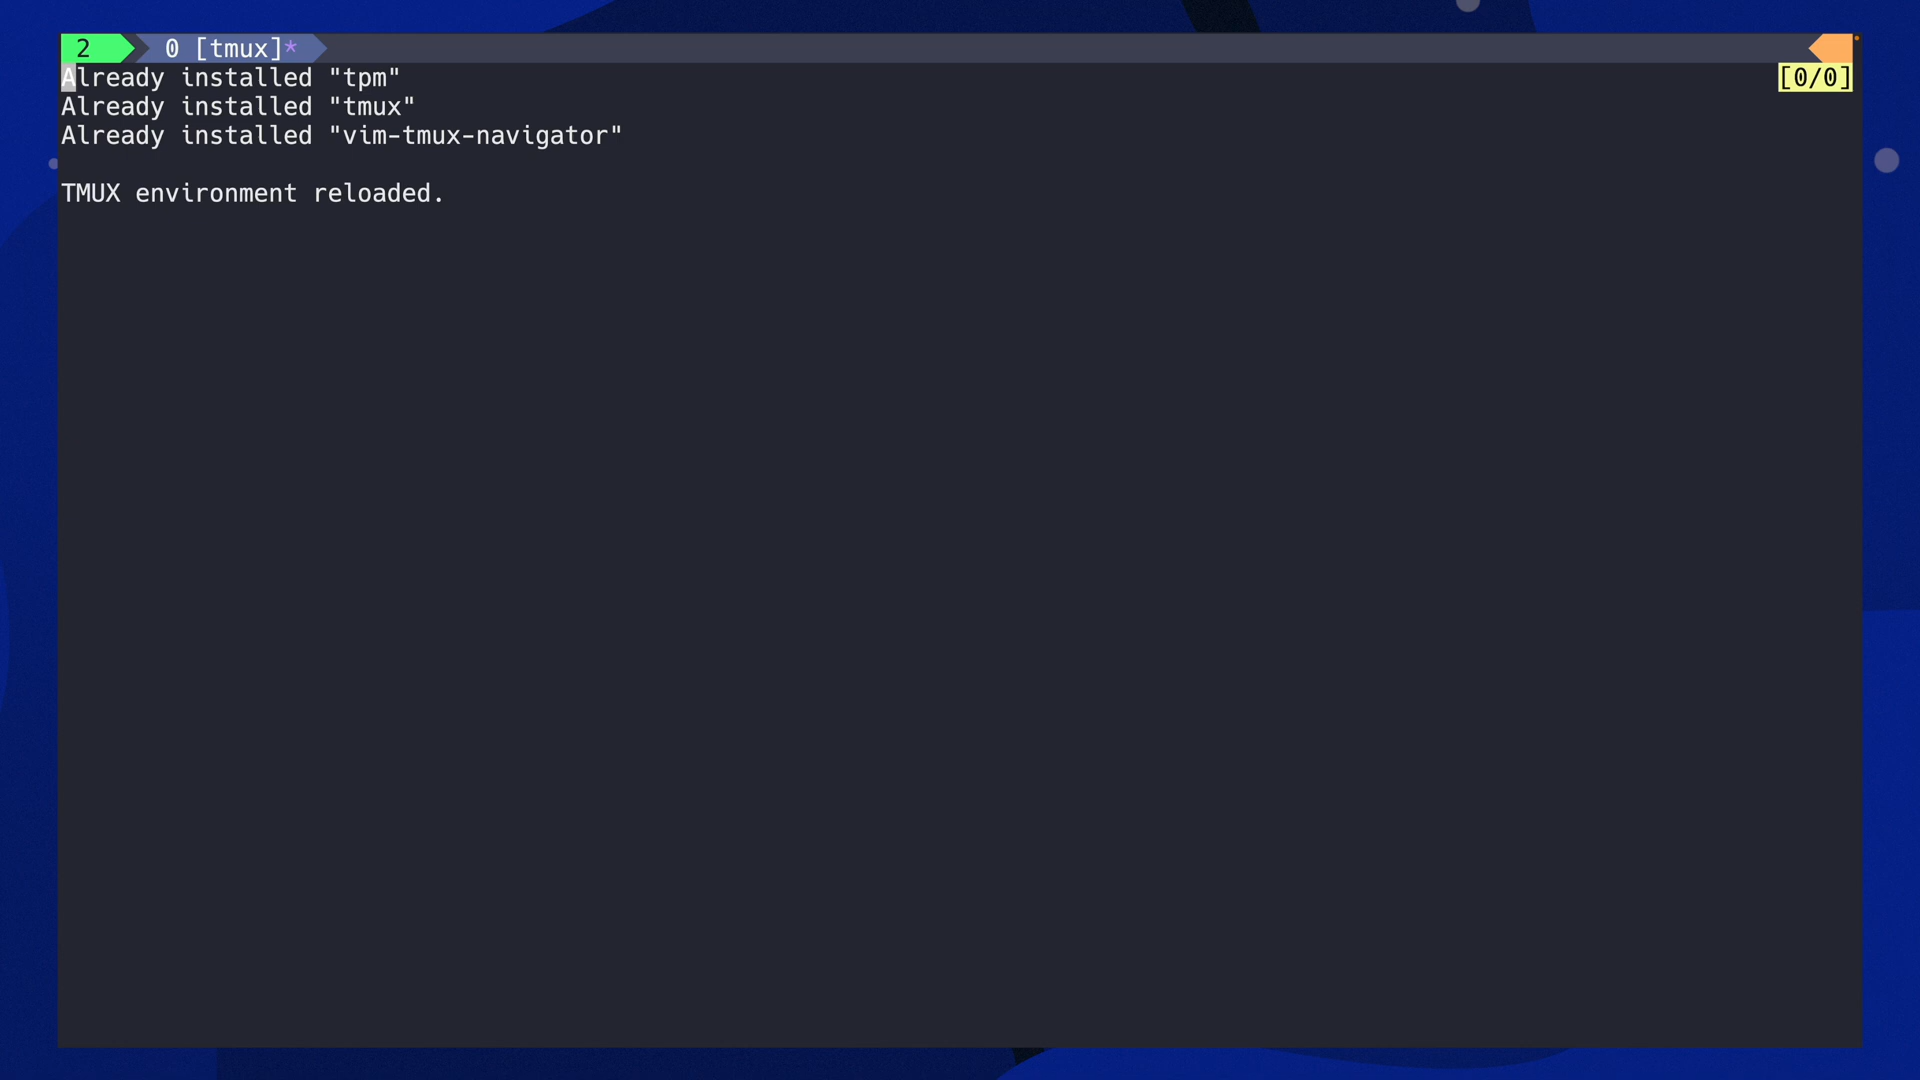 2 0 [tmux]*
Already installed "tpm" [0/0]
Already installed "tmux"
Already installed "vim-tmux-navigator"
TMUX environment reloaded.